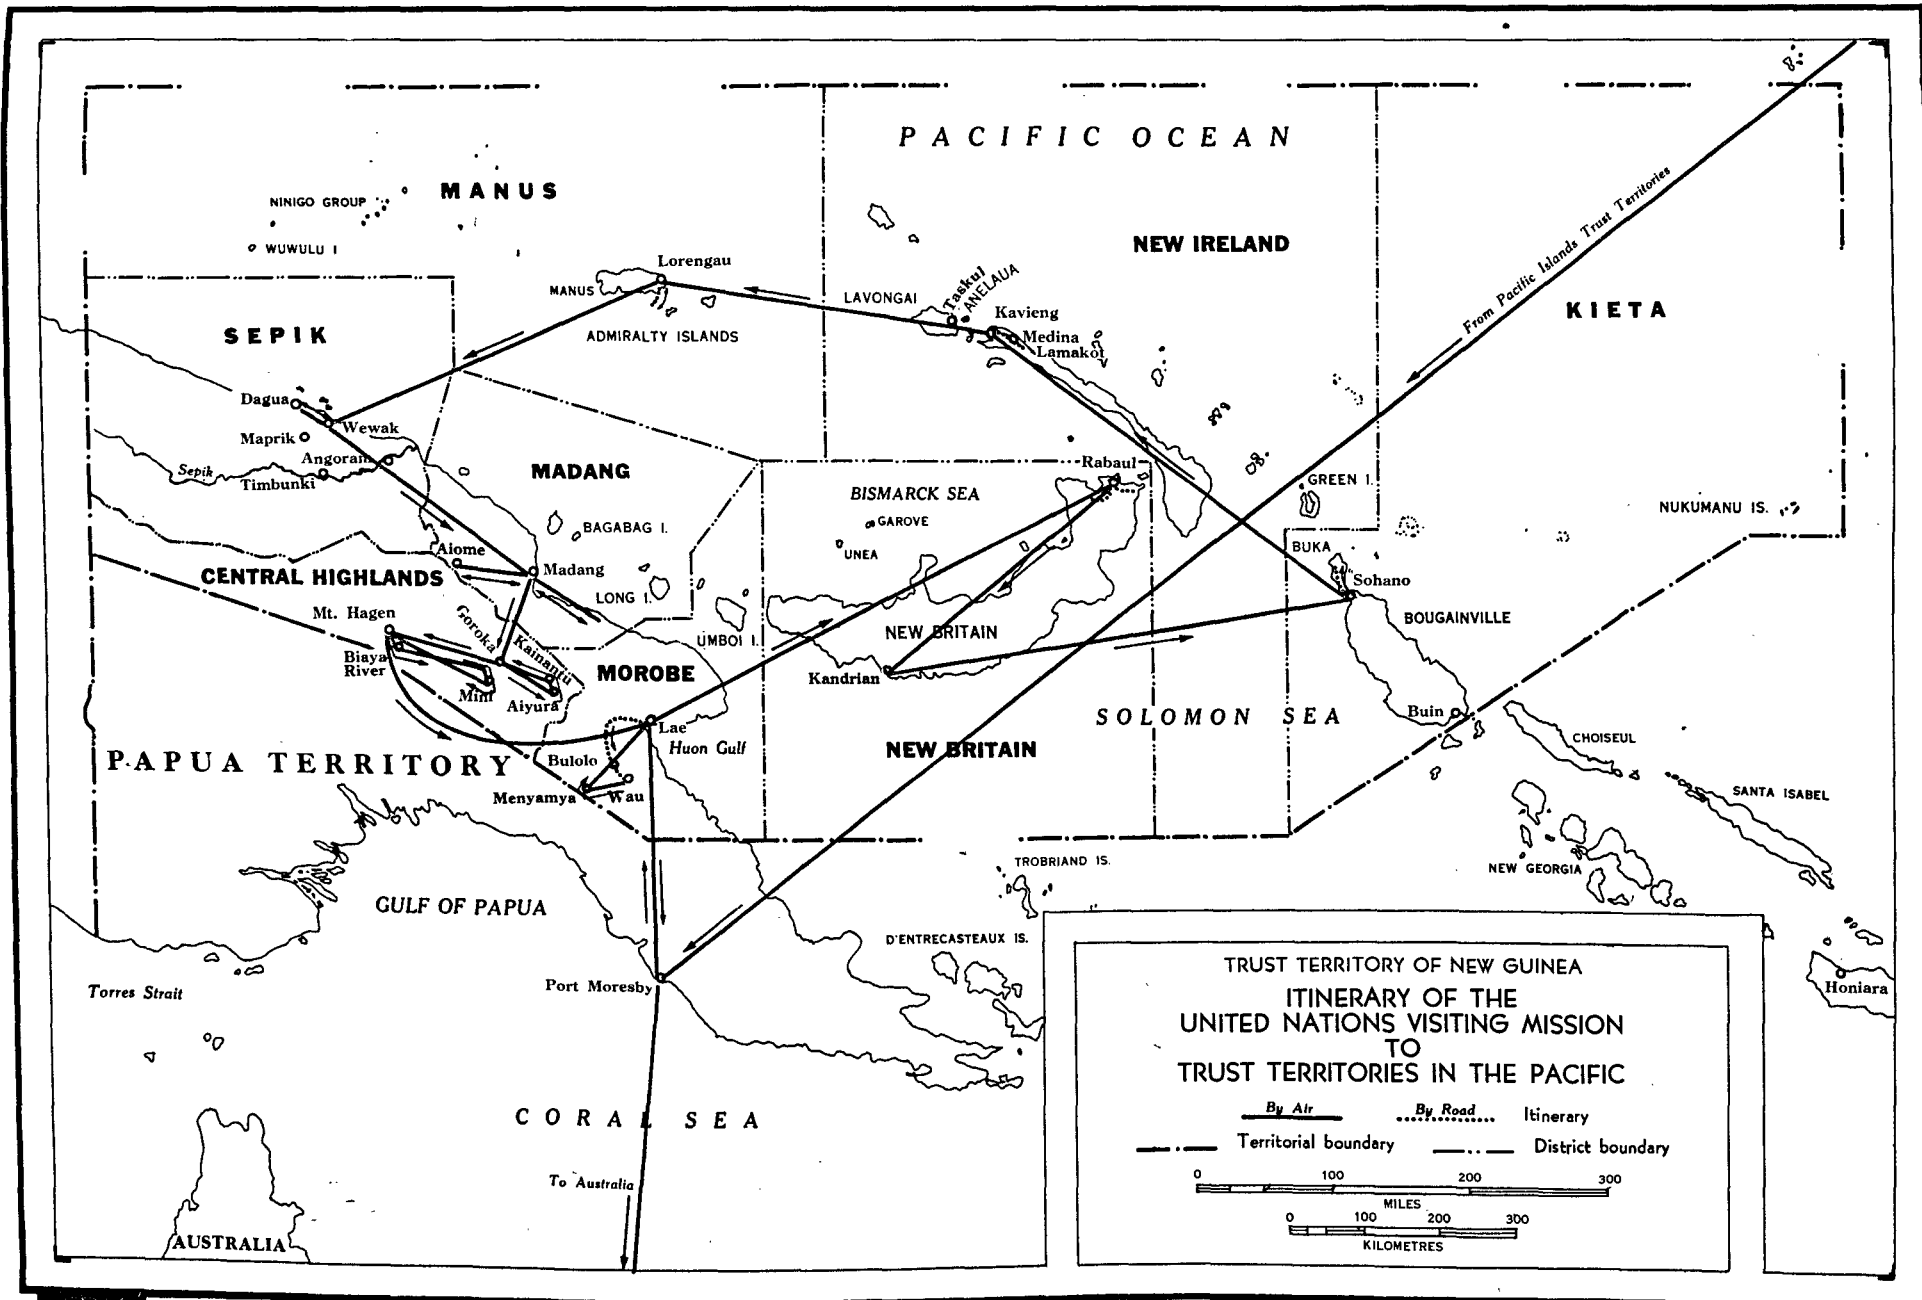 PACIFIC OCEAN
MANUS
NINIGO GROUP
WUWULU I
NEW IRELAND
From Pacific Islands Trust Territories
KIETA
Lorengau
MANUS
ADMIRALTY ISLANDS
LAVONGAI
Taskul
ANELAUA
Kavieng
Medina
Lamakot
SEPIK
Dagua
Wewak
Maprik
Angoram
Sepik
Timbunki
MADANG
BISMARCK SEA
GAROVE
UNEA
Rabaul
GREEN I.
NUKUMANU IS.
BAGABAG I.
Aiome
Madang
LONG I.
CENTRAL HIGHLANDS
Mt. Hagen
Goroka
Kainantu
Biaya
River
Minj
Aiyura
UMBOI I.
MOROBE
NEW BRITAIN
Kandrian
BUKA
Sohano
BOUGAINVILLE
Buin
SOLOMON SEA
CHOISEUL
SANTA ISABEL
NEW GEORGIA
Lae
Huon Gulf
NEW BRITAIN
PAPUA TERRITORY
Bulolo
Menyamya
Wau
GULF OF PAPUA
TROBRIAND IS.
D'ENTRECASTEAUX IS.
Torres Strait
Port Moresby
Honiara
CORAL SEA
To Australia
AUSTRALIA
TRUST TERRITORY OF NEW GUINEA
ITINERARY OF THE
UNITED NATIONS VISITING MISSION
TO
TRUST TERRITORIES IN THE PACIFIC
By Air By Road Itinerary
Territorial boundary District boundary
0 100 200 300
MILES
0 100 200 300
KILOMETRES